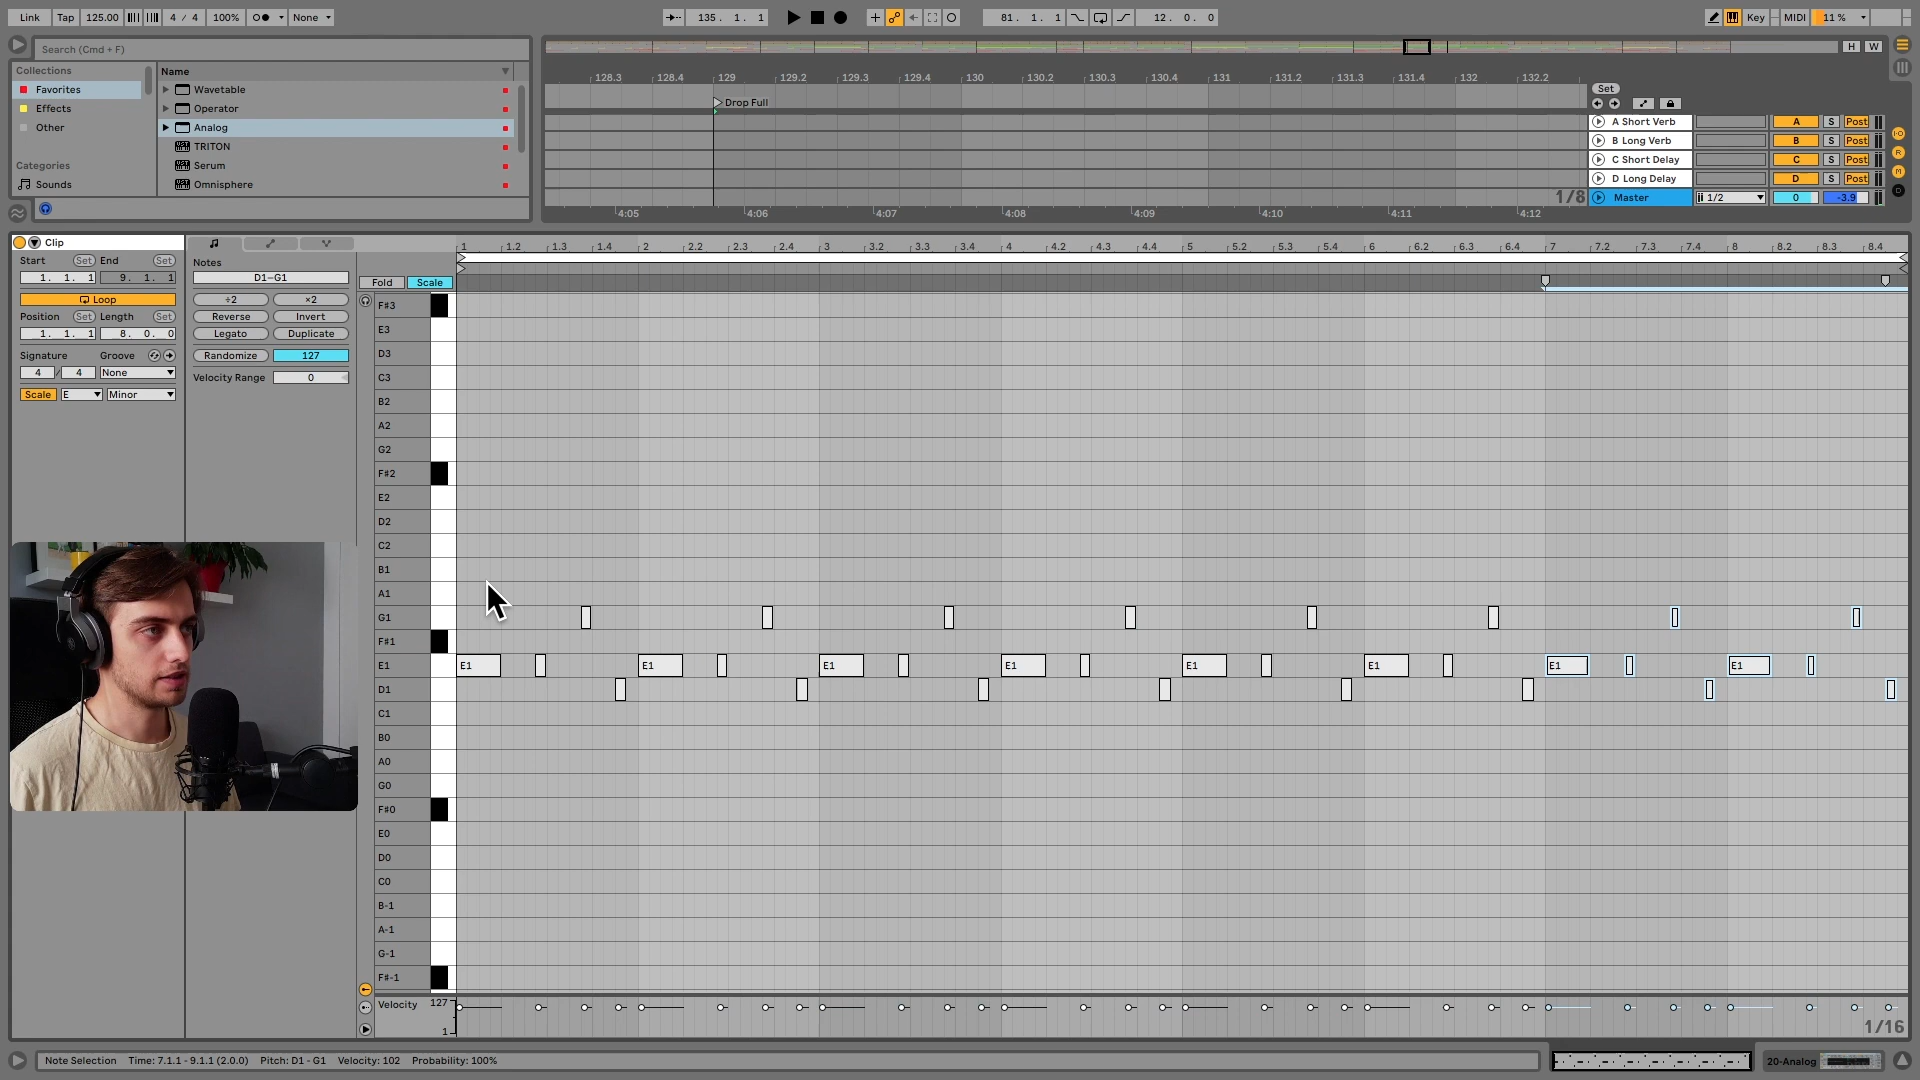 Link Tap 125.00 4 / 4 100% None 135. 1. 1 81. 1. 1 12. 0. 0 Key MIDI 11 %
Search (Cmd + F)
H W
Collections
Name
Favorites
Effects
Other
Categories
Sounds
Wavetable
Operator
Analog
TRITON
Serum
Omnisphere
128.3 128.4 129 129.2 129.3 129.4 130 130.2 130.3 130.4 131 131.2 131.3 131.4 132 132.2
Set
Drop Full
A Short Verb A S Post
B Long Verb B S Post
C Short Delay C S Post
D Long Delay D S Post
1/8 Master 1/2 0 -3.9
4:05 4:06 4:07 4:08 4:09 4:10 4:11 4:12
Clip
Start Set End Set
1. 1. 1 9. 1. 1
Loop
Position Set Length Set
1. 1. 1 8. 0. 0
Signature Groove
4 / 4 None
Scale E Minor
Notes
D1–G1
÷2 ×2
Reverse Invert
Legato Duplicate
Randomize 127
Velocity Range 0
1 1.2 1.3 1.4 2 2.2 2.3 2.4 3 3.2 3.3 3.4 4 4.2 4.3 4.4 5 5.2 5.3 5.4 6 6.2 6.3 6.4 7 7.2 7.3 7.4 8 8.2 8.3 8.4
Fold Scale
F#3
E3
D3
C3
B2
A2
G2
F#2
E2
D2
C2
B1
A1
G1
F#1
E1 E1 E1 E1 E1 E1 E1 E1 E1
D1
C1
B0
A0
G0
F#0
E0
D0
C0
B-1
A-1
G-1
F#-1
Velocity 127
1
1/16
Note Selection Time: 7.1.1 - 9.1.1 (2.0.0) Pitch: D1 - G1 Velocity: 102 Probability: 100%
20-Analog